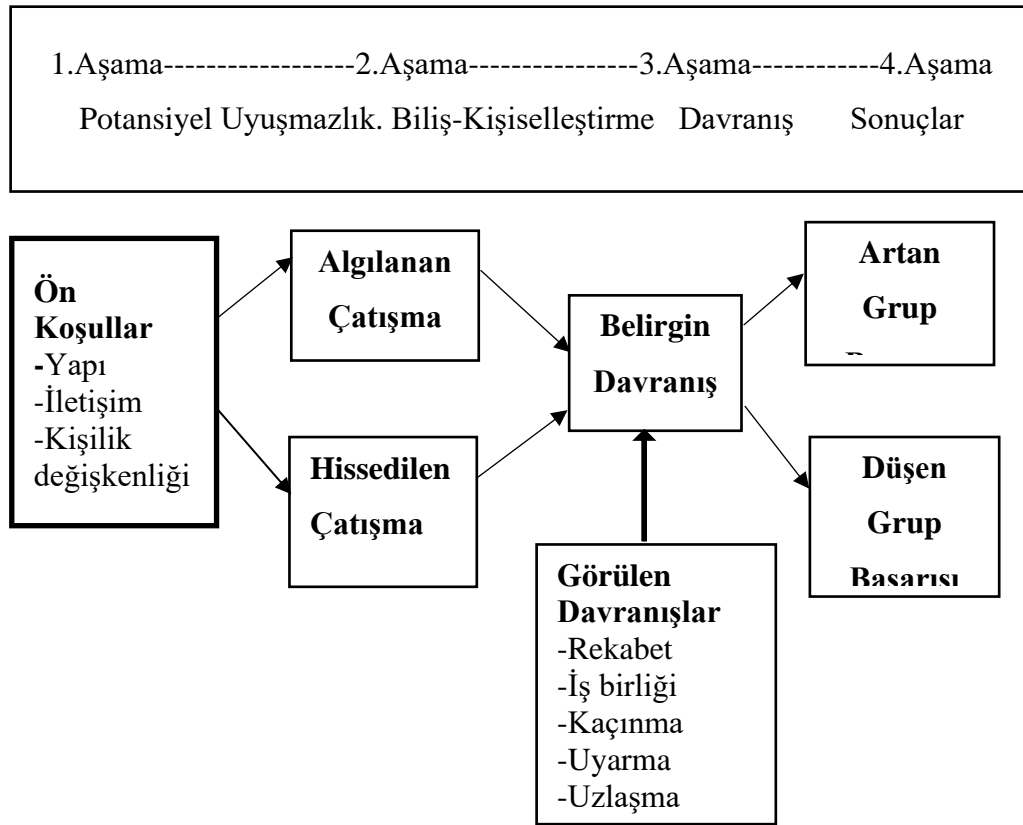 1.Aşama------------------2.Aşama----------------3.Aşama------------4.Aşama
Potansiyel Uyuşmazlık. Biliş-Kişiselleştirme Davranış Sonuçlar
Ön
Koşullar
-Yapı
-İletişim
-Kişilik
değişkenliği
Algılanan
Çatışma
Hissedilen
Çatışma
Belirgin
Davranış
Görülen
Davranışlar
-Rekabet
-İş birliği
-Kaçınma
-Uyarma
-Uzlaşma
Artan
Grup
Düşen
Grup
Başarısı